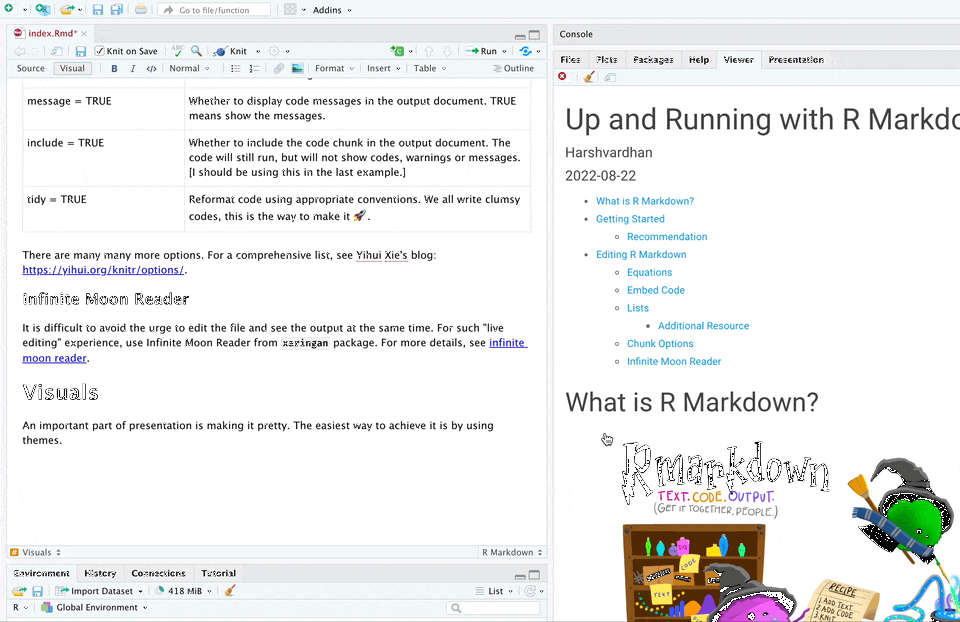 Go to file/function
Addins
index.Rmd*
Console
Knit on Save
ABC
Knit
Run
Files
Plots
Packages
Help
Viewer
Presentation
Source
Visual
B
I
</>
Normal
Format
Insert
Table
Outline
message = TRUE
Whether to display code messages in the output document. TRUE
means show the messages.
include = TRUE
Whether to include the code chunk in the output document. The
code will still run, but will not show codes, warnings or messages.
[I should be using this in the last example.]
tidy = TRUE
Reformat code using appropriate conventions. We all write clumsy
codes, this is the way to make it 🚀.
There are many many more options. For a comprehensive list, see Yihui Xie's blog:
https://yihui.org/knitr/options/.
Infinite Moon Reader
It is difficult to avoid the urge to edit the file and see the output at the same time. For such "live
editing" experience, use Infinite Moon Reader from xaringan package. For more details, see infinite
moon reader.
Visuals
An important part of presentation is making it pretty. The easiest way to achieve it is by using
themes.
Visuals
R Markdown
Environment
History
Connections
Tutorial
Import Dataset
418 MiB
List
R
Global Environment
Up and Running with R Markdo
Harshvardhan
2022-08-22
What is R Markdown?
Getting Started
Recommendation
Editing R Markdown
Equations
Embed Code
Lists
Additional Resource
Chunk Options
Infinite Moon Reader
What is R Markdown?
Rmarkdown
TEXT. CODE. OUTPUT.
(GET IT TOGETHER, PEOPLE.)
CODE
TEXT
RECIPE
1. ADD TEXT
2. ADD CODE
3. KNIT